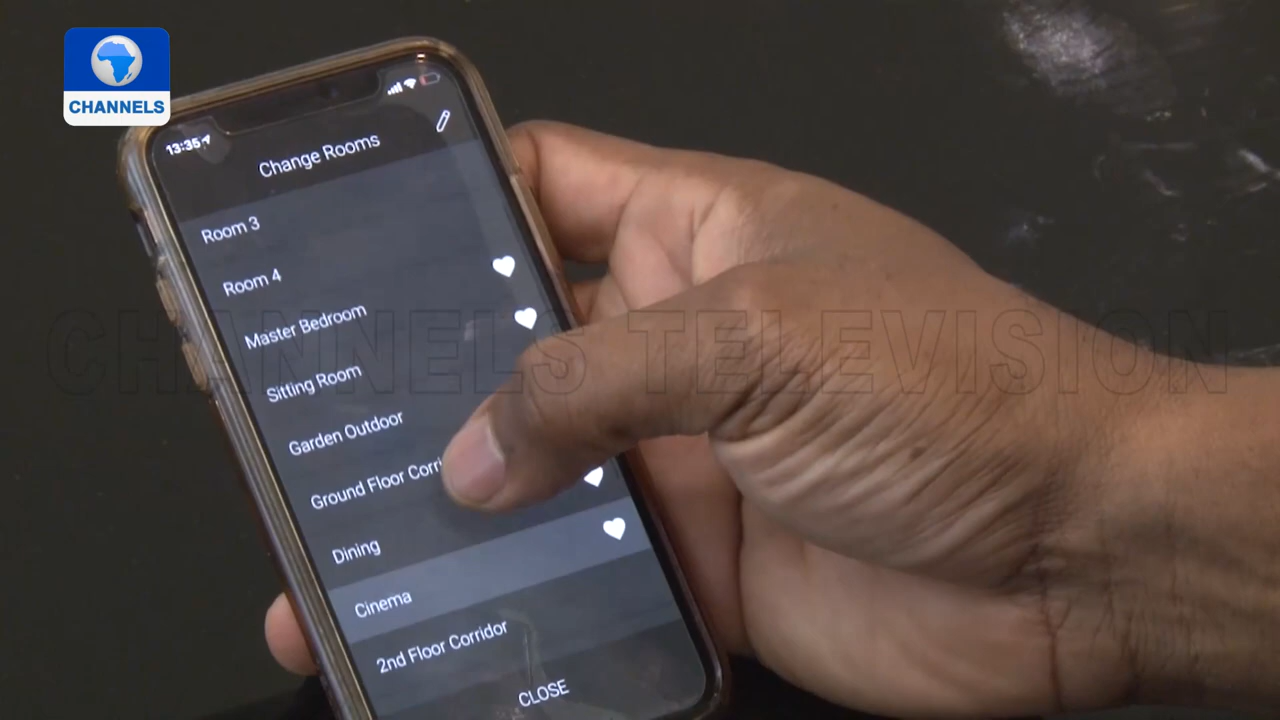 CHANNELS
13:35
Change Rooms
Room 3
Room 4
Master Bedroom
Sitting Room
Garden Outdoor
Ground Floor Corri
Dining
Cinema
2nd Floor Corridor
CLOSE
CHANNELS TELEVISION